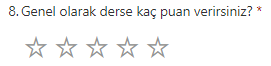 8. Genel olarak derse kaç puan verirsiniz? *